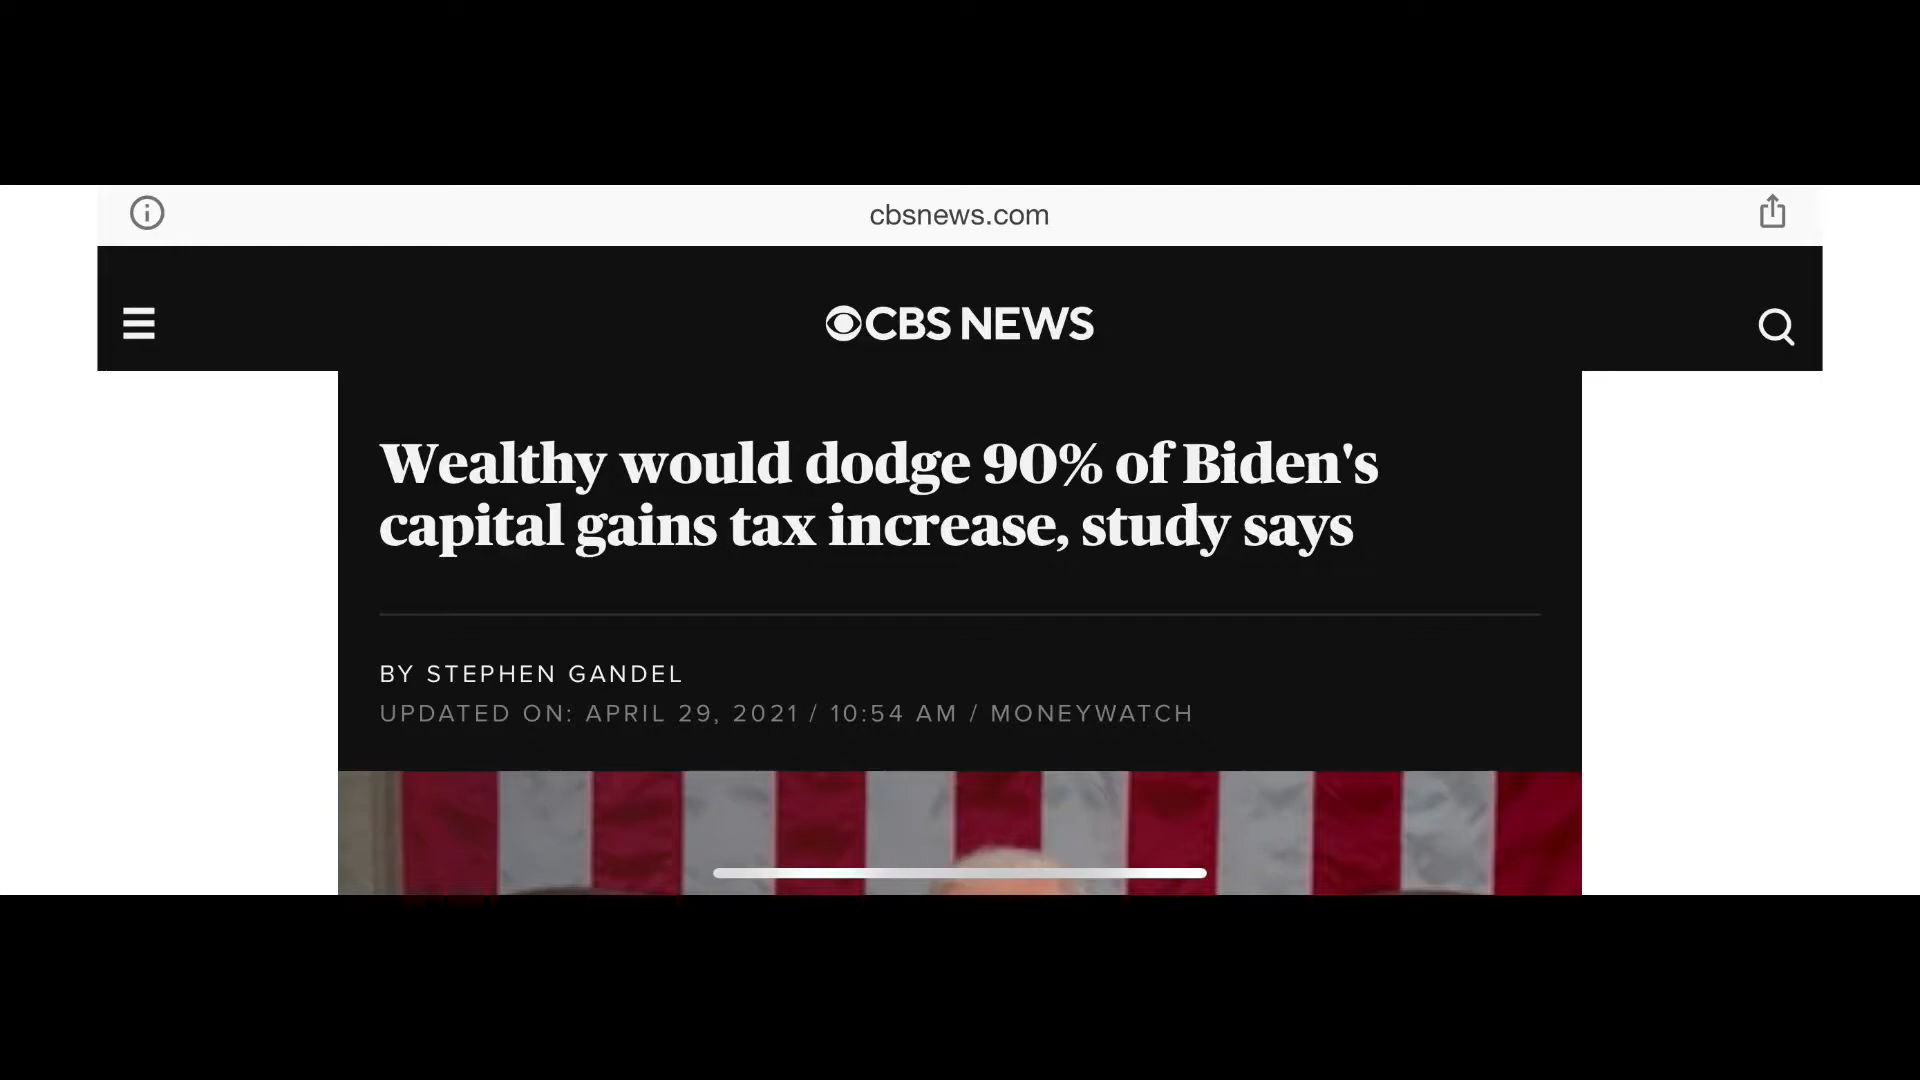 cbsnews.com
CBS NEWS
Wealthy would dodge 90% of Biden's
capital gains tax increase, study says
BY STEPHEN GANDEL
UPDATED ON: APRIL 29, 2021 / 10:54 AM / MONEYWATCH